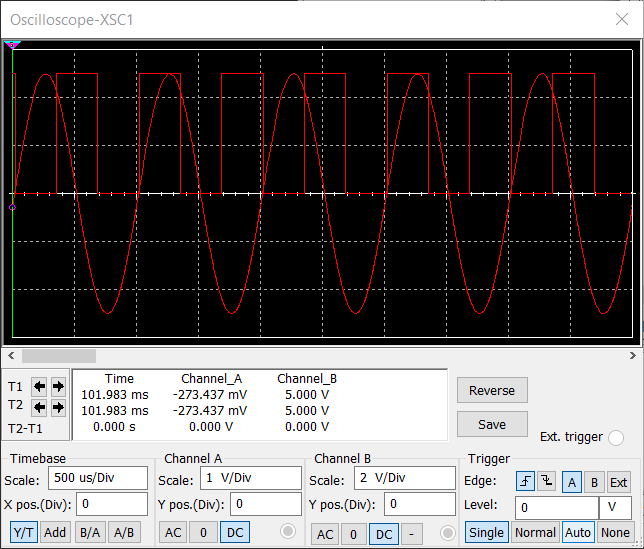 Oscilloscope-XSC1
T1
T2
T2-T1
Time Channel_A Channel_B
101.983 ms -273.437 mV 5.000 V
101.983 ms -273.437 mV 5.000 V
0.000 s 0.000 V 0.000 V
Reverse
Save
Ext. trigger
Timebase
Scale: 500 us/Div
X pos.(Div): 0
Y/T Add B/A A/B
Channel A
Scale: 1 V/Div
Y pos.(Div): 0
AC 0 DC
Channel B
Scale: 2 V/Div
Y pos.(Div): 0
AC 0 DC -
Trigger
Edge: A B Ext
Level: 0 V
Single Normal Auto None